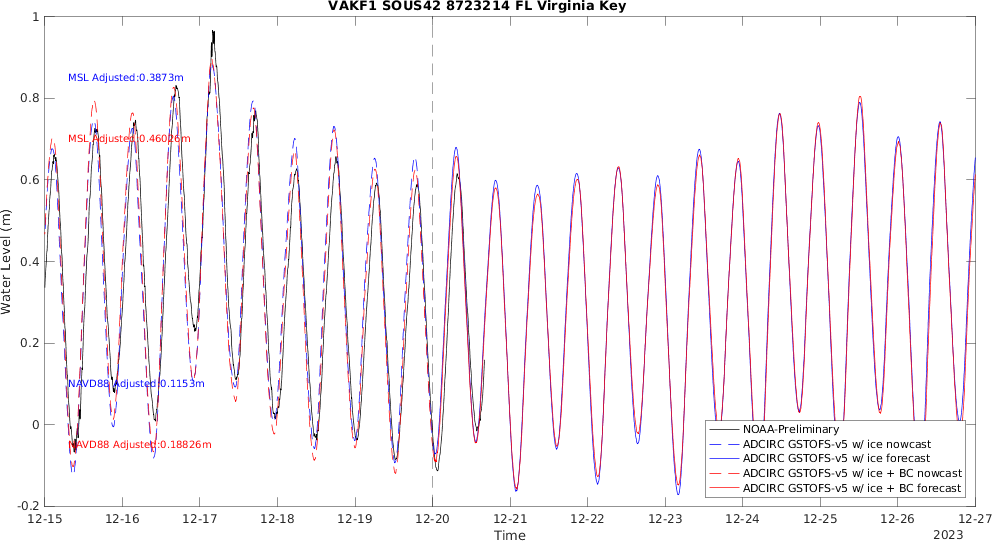 VAKF1 SOUS42 8723214 FL Virginia Key
1
0.8
0.6
0.4
0.2
0
-0.2
Water Level (m)
MSL Adjusted:0.3873m
MSL Adjusted:0.46026m
NAVD88 Adjusted:0.1153m
NAVD88 Adjusted:0.18826m
NOAA-Preliminary
ADCIRC GSTOFS-v5 w/ ice nowcast
ADCIRC GSTOFS-v5 w/ ice forecast
ADCIRC GSTOFS-v5 w/ ice + BC nowcast
ADCIRC GSTOFS-v5 w/ ice + BC forecast
12-15 12-16 12-17 12-18 12-19 12-20 12-21 12-22 12-23 12-24 12-25 12-26 12-27
Time
2023